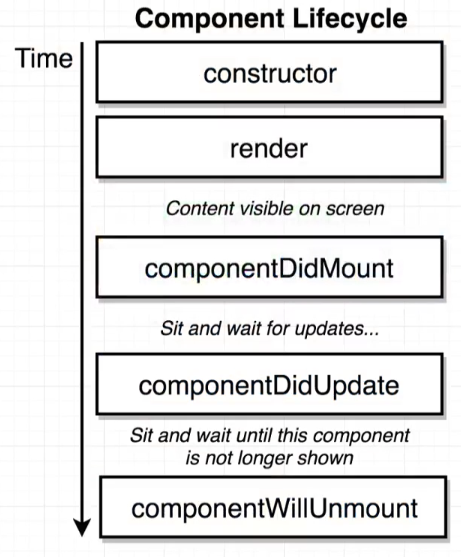 Component Lifecycle
Time
constructor
render
Content visible on screen
componentDidMount
Sit and wait for updates...
componentDidUpdate
Sit and wait until this component
is not longer shown
componentWillUnmount